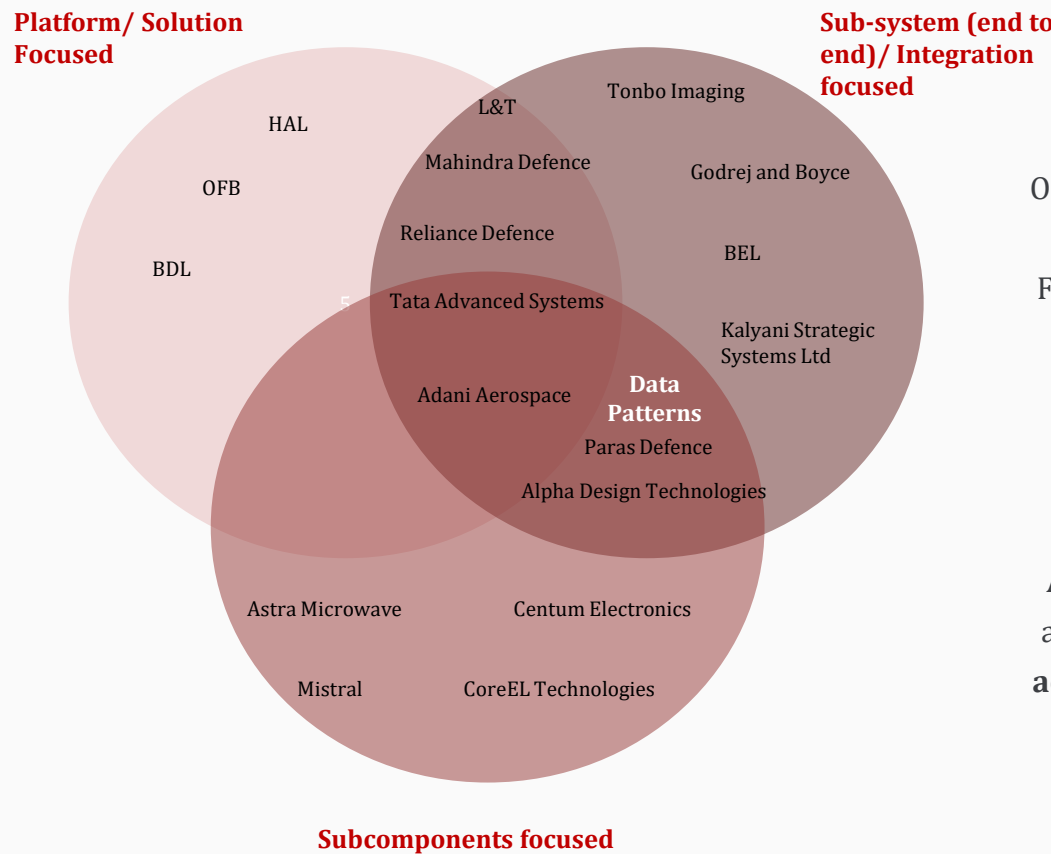 Platform/ Solution
Focused
Sub-system (end to
end)/ Integration
focused
HAL
OFB
BDL
L&T
Mahindra Defence
Reliance Defence
Tonbo Imaging
Godrej and Boyce
BEL
Kalyani Strategic
Systems Ltd
5
Tata Advanced Systems
Adani Aerospace
Data
Patterns
Paras Defence
Alpha Design Technologies
Astra Microwave
Centum Electronics
Mistral
CoreEL Technologies
Subcomponents focused
O
F
a
a